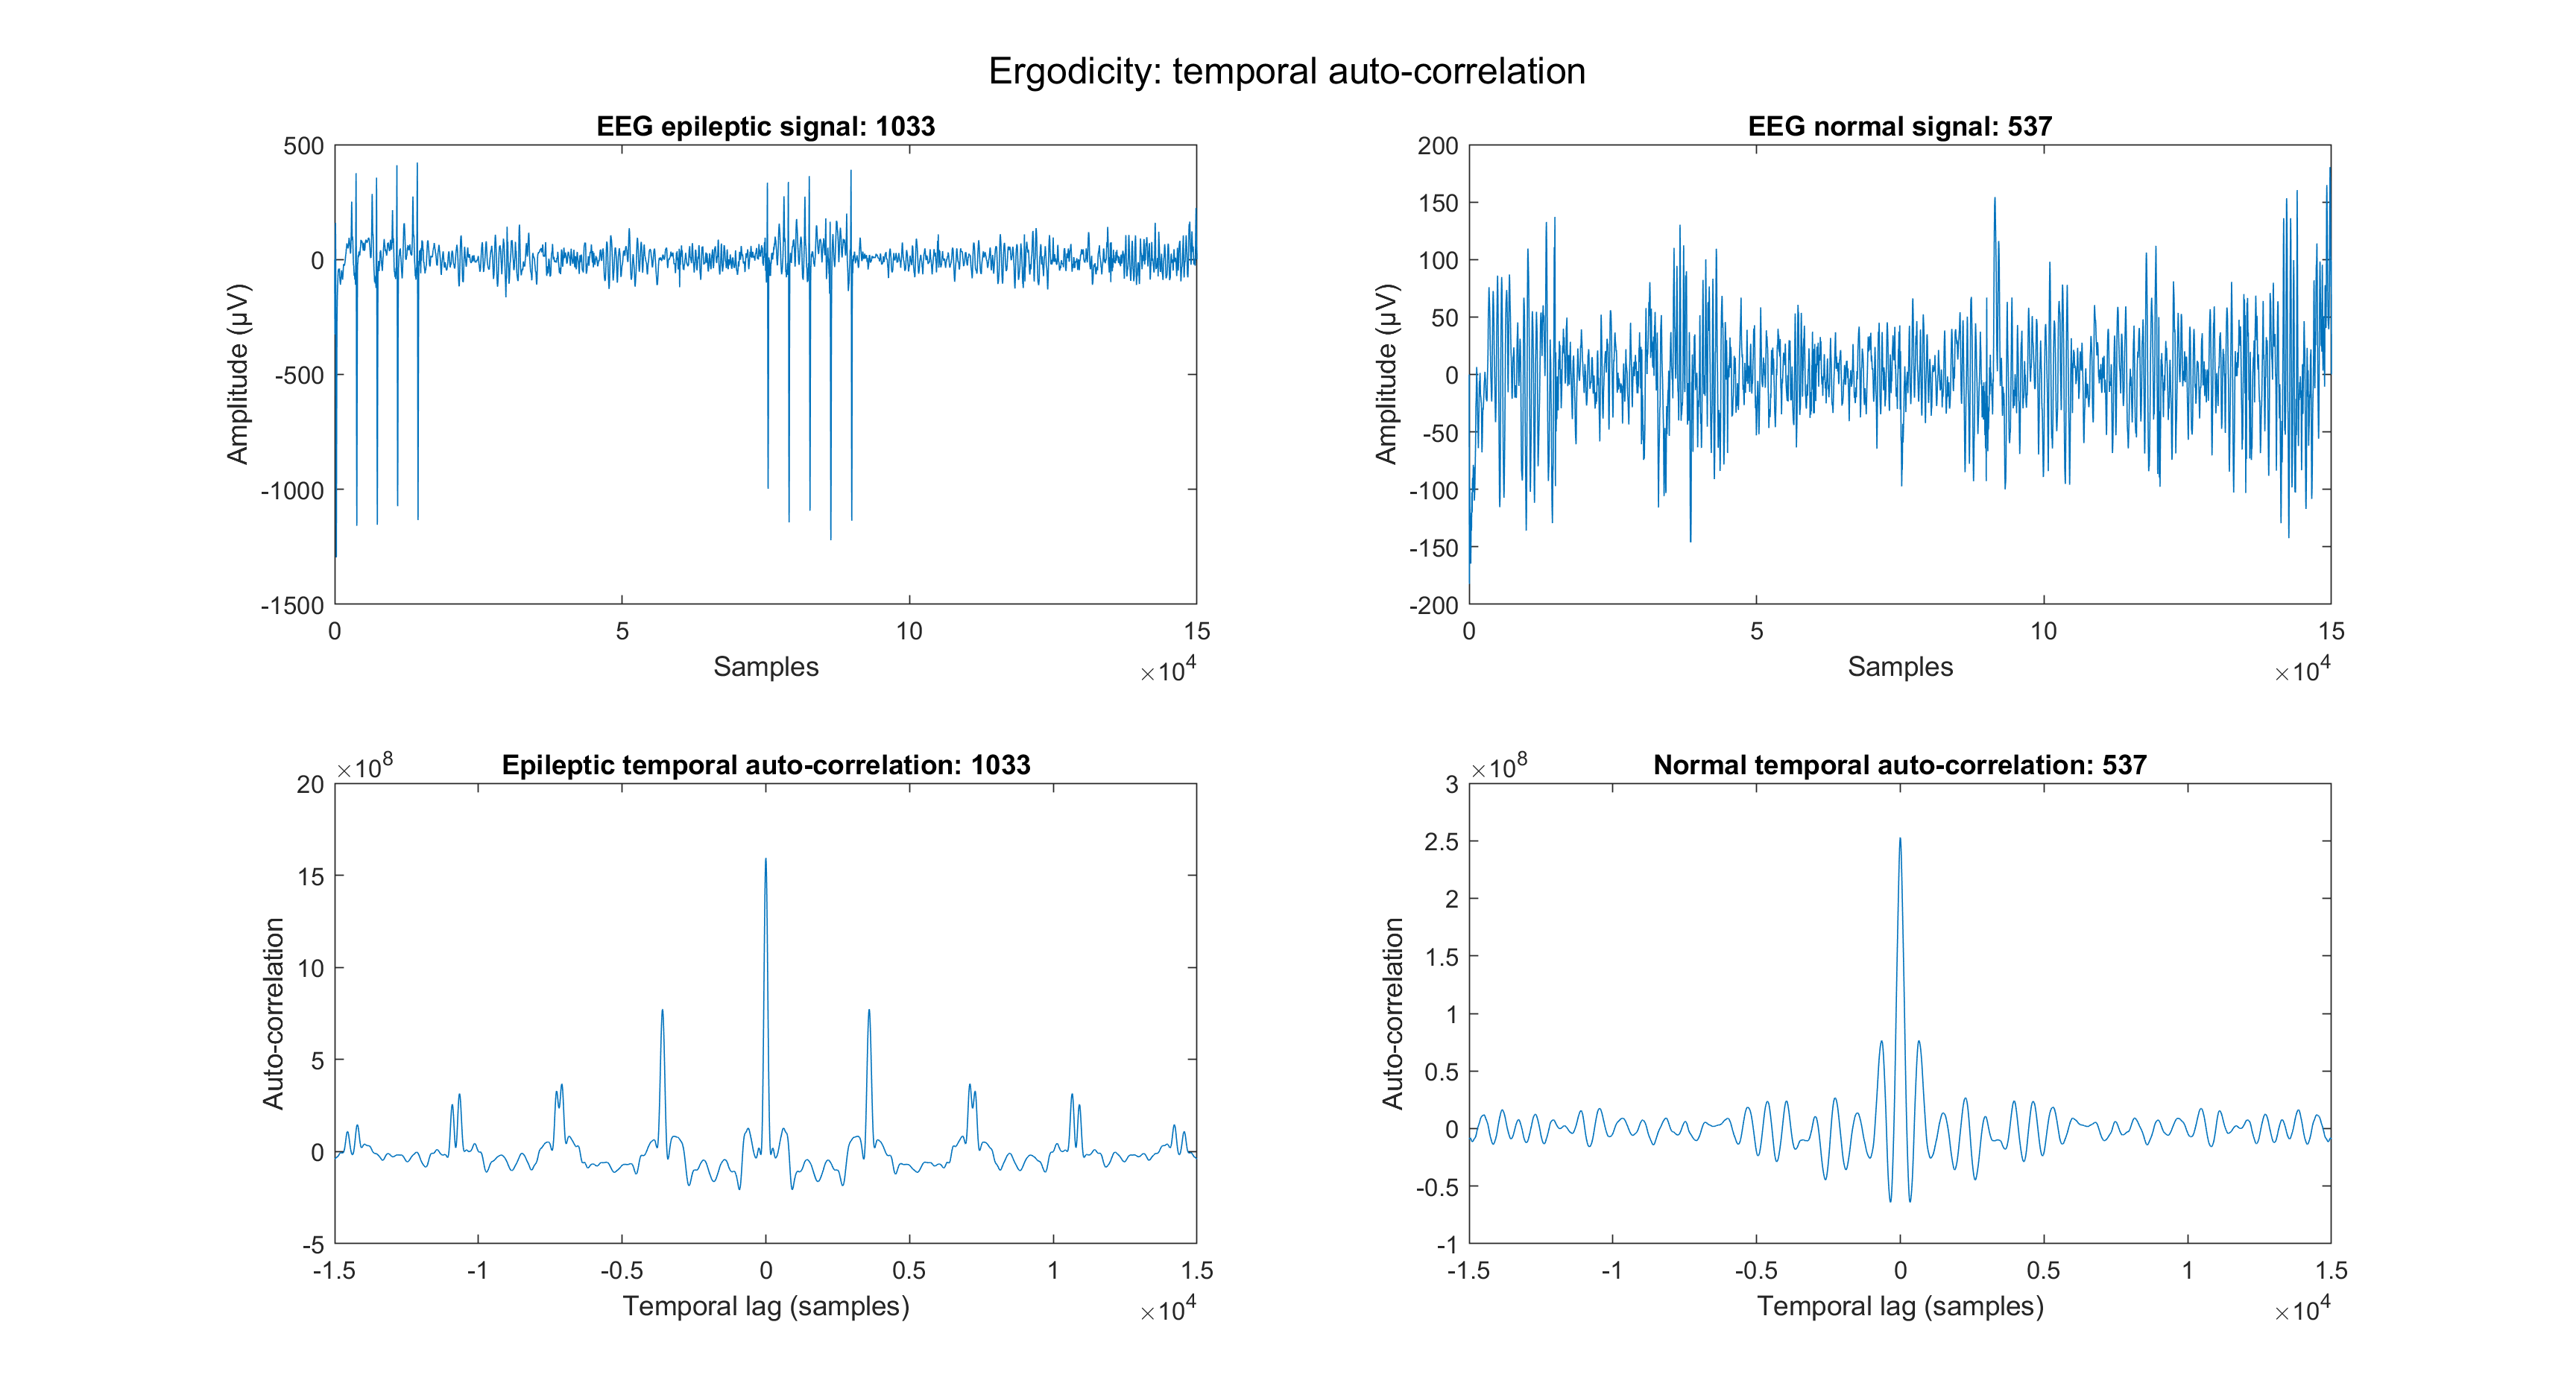 Ergodicity: temporal auto-correlation
EEG epileptic signal: 1033
500
0
-500
-1000
-1500
Amplitude (µV)
0 5 10 15
Samples
×10^4
EEG normal signal: 537
200
150
100
50
0
-50
-100
-150
-200
Amplitude (µV)
0 5 10 15
Samples
×10^4
Epileptic temporal auto-correlation: 1033
×10^8
20
15
10
5
0
-5
Auto-correlation
-1.5 -1 -0.5 0 0.5 1 1.5
Temporal lag (samples)
×10^4
Normal temporal auto-correlation: 537
×10^8
3
2.5
2
1.5
1
0.5
0
-0.5
-1
Auto-correlation
-1.5 -1 -0.5 0 0.5 1 1.5
Temporal lag (samples)
×10^4